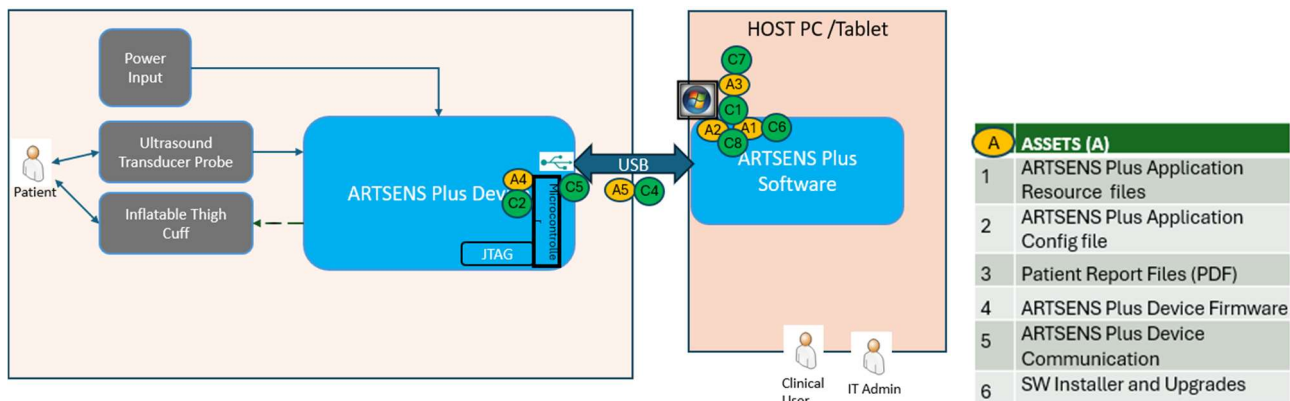 HOST PC /Tablet
Power
Input
Ultrasound
Transducer Probe
Patient
Inflatable Thigh
Cuff
ARTSENS Plus Devic
A4
C2
Microcontrolle
r
JTAG
C5
USB
A5
C4
C7
A3
C1
A2
A1
C6
C8
ARTSENS Plus
Software
Clinical
User
IT Admin
A ASSETS (A)
1 ARTSENS Plus Application
Resource files
2 ARTSENS Plus Application
Config file
3 Patient Report Files (PDF)
4 ARTSENS Plus Device Firmware
5 ARTSENS Plus Device
Communication
6 SW Installer and Upgrades